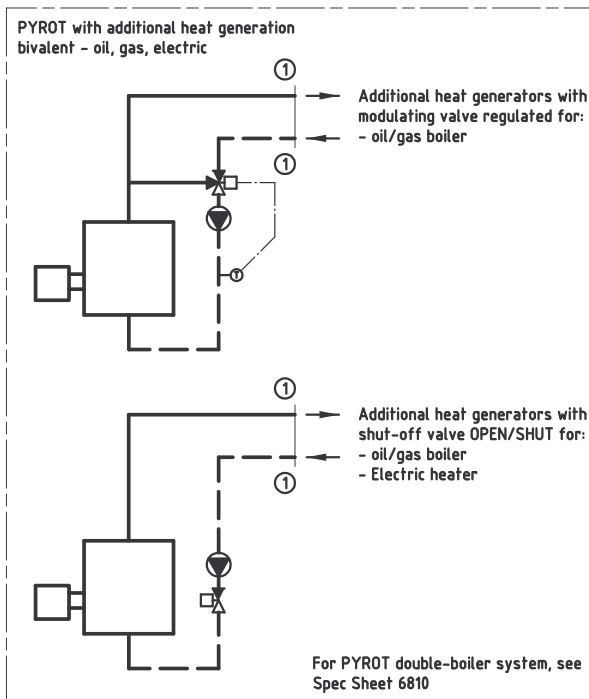 PYROT with additional heat generation
bivalent - oil, gas, electric
1
Additional heat generators with
modulating valve regulated for:
- oil/gas boiler
1
T
1
Additional heat generators with
shut-off valve OPEN/SHUT for:
- oil/gas boiler
- Electric heater
1
For PYROT double-boiler system, see
Spec Sheet 6810